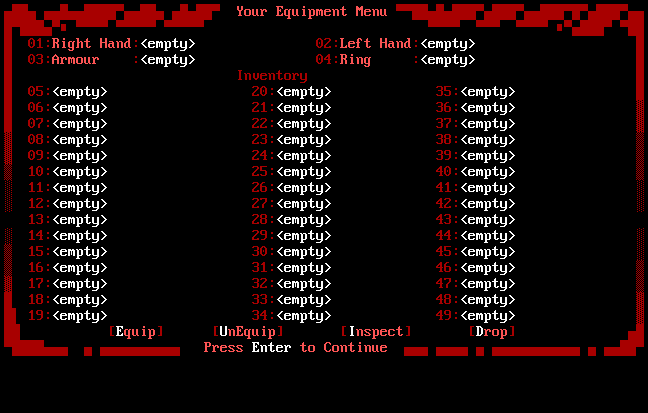 Your Equipment Menu
01:Right Hand:<empty> 02:Left Hand:<empty>
03:Armour :<empty> 04:Ring :<empty>
Inventory
05:<empty> 20:<empty> 35:<empty>
06:<empty> 21:<empty> 36:<empty>
07:<empty> 22:<empty> 37:<empty>
08:<empty> 23:<empty> 38:<empty>
09:<empty> 24:<empty> 39:<empty>
10:<empty> 25:<empty> 40:<empty>
11:<empty> 26:<empty> 41:<empty>
12:<empty> 27:<empty> 42:<empty>
13:<empty> 28:<empty> 43:<empty>
14:<empty> 29:<empty> 44:<empty>
15:<empty> 30:<empty> 45:<empty>
16:<empty> 31:<empty> 46:<empty>
17:<empty> 32:<empty> 47:<empty>
18:<empty> 33:<empty> 48:<empty>
19:<empty> 34:<empty> 49:<empty>
[Equip] [UnEquip] [Inspect] [Drop]
Press Enter to Continue